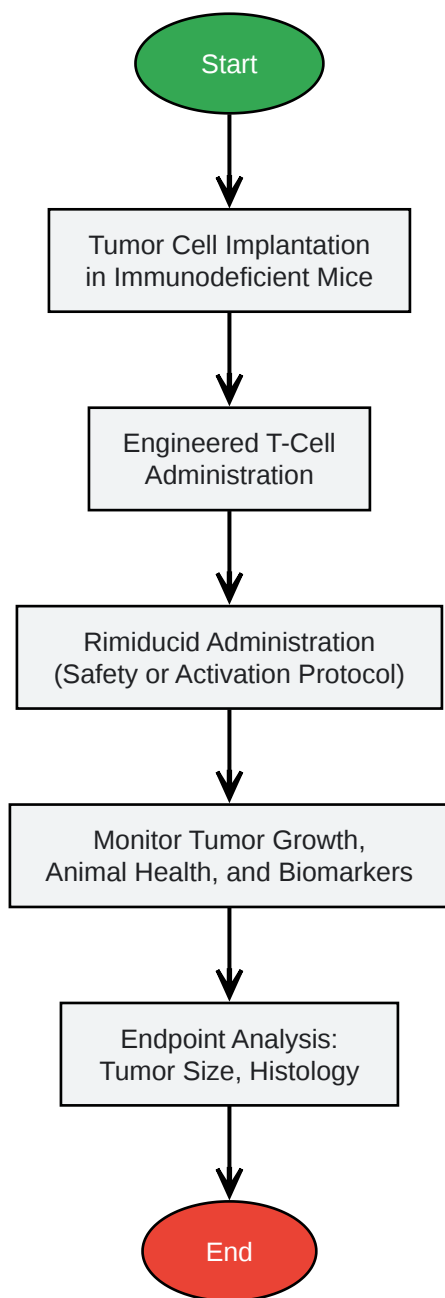 Start
Tumor Cell Implantation
in Immunodeficient Mice
Engineered T-Cell
Administration
Rimiducid Administration
(Safety or Activation Protocol)
Monitor Tumor Growth,
Animal Health, and Biomarkers
Endpoint Analysis:
Tumor Size, Histology
End